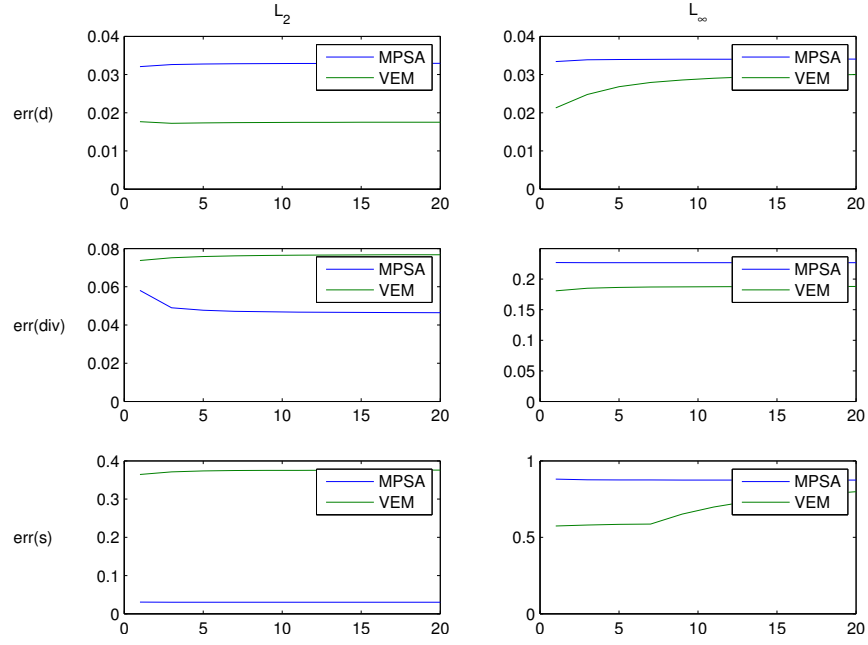 L2
L∞
0.04
0.03
0.02
0.01
0
0 5 10 15 20
err(d)
MPSA
VEM
0.04
0.03
0.02
0.01
0
0 5 10 15 20
MPSA
VEM
0.08
0.06
0.04
0.02
0
0 5 10 15 20
err(div)
MPSA
VEM
0.2
0.15
0.1
0.05
0
0 5 10 15 20
MPSA
VEM
0.4
0.3
0.2
0.1
0
0 5 10 15 20
err(s)
MPSA
VEM
1
0.5
0
0 5 10 15 20
MPSA
VEM